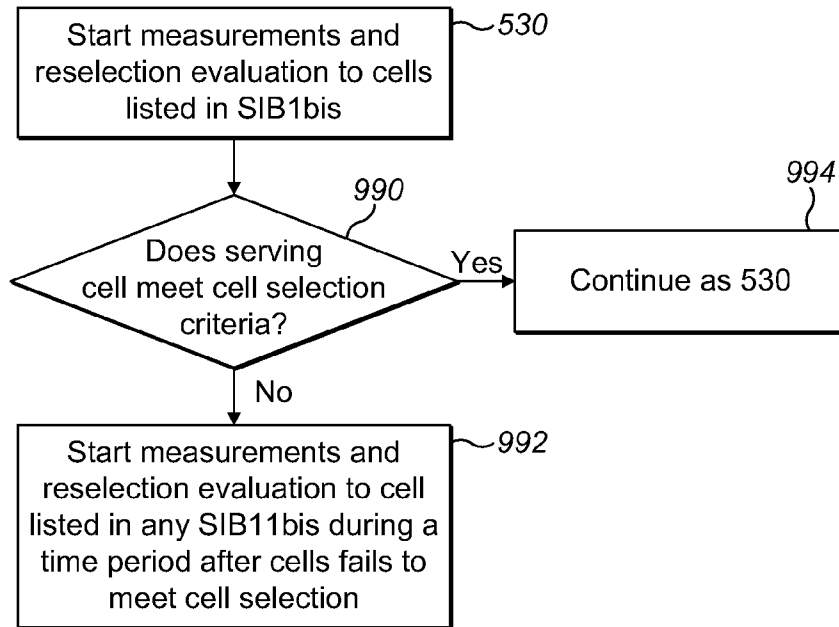 Start measurements and
reselection evaluation to cells
listed in SIB1bis
530
990
Does serving
cell meet cell selection
criteria?
Yes
994
Continue as 530
No
992
Start measurements and
reselection evaluation to cell
listed in any SIB11bis during a
time period after cells fails to
meet cell selection